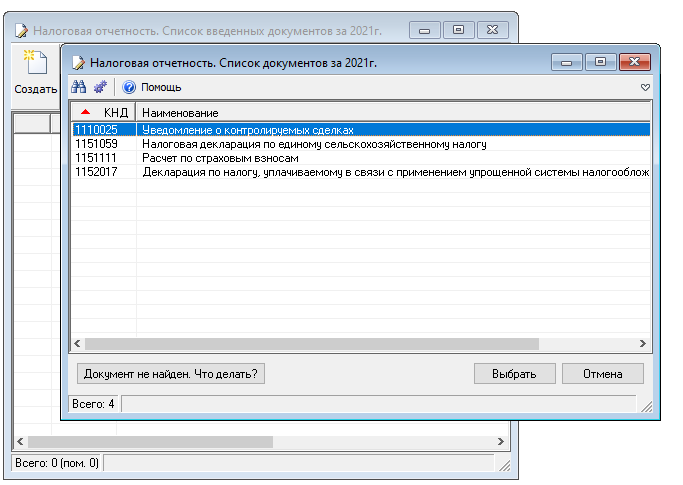 Налоговая отчетность. Список введенных документов за 2021г.
Создать
Налоговая отчетность. Список документов за 2021г.
Помощь
КНД Наименование
1110025 Уведомление о контролируемых сделках
1151059 Налоговая декларация по единому сельскохозяйственному налогу
1151111 Расчет по страховым взносам
1152017 Декларация по налогу, уплачиваемому в связи с применением упрощенной системы налогооблож
Документ не найден. Что делать? Выбрать Отмена
Всего: 4
Всего: 0 (пом. 0)